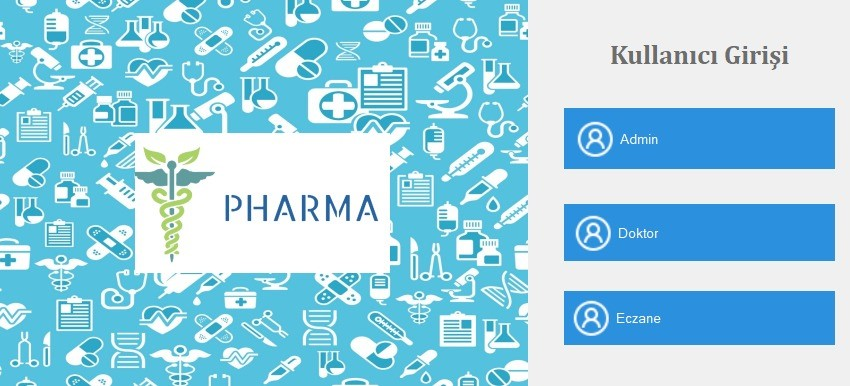 PHARMA
Kullanıcı Girişi
Admin
Doktor
Eczane